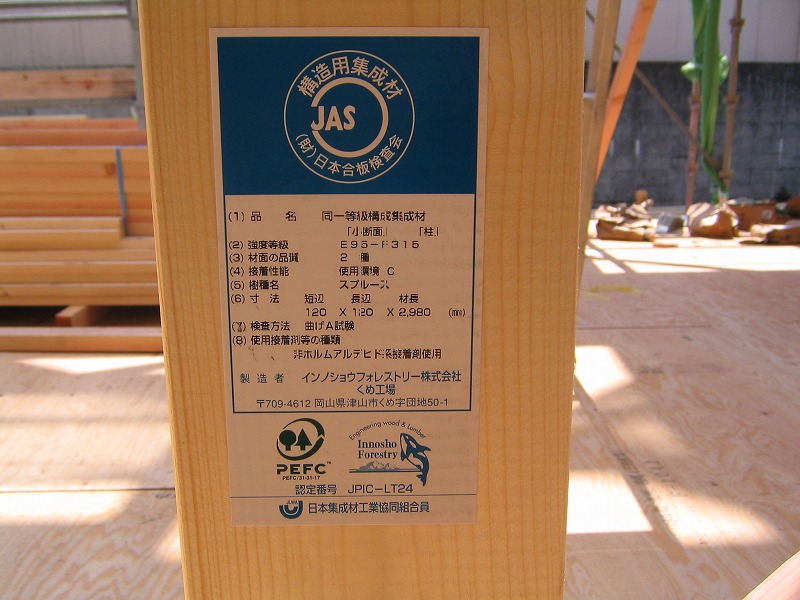 構造用集成材
JAS
(財)日本合板検査会
(1) 品 名 同一等級構成集成材
「小断面」 「柱」
(2) 強度等級 E95-F315
(3) 材面の品質 2 種
(4) 接着性能 使用環境 C
(5) 樹種名 スプルース
(6) 寸 法 短辺 長辺 材長
120 X 120 X 2,980 (mm)
(7) 検査方法 曲げA試験
(8) 使用接着剤等の種類
非ホルムアルデヒド系接着剤使用
製造者 インノショウフォレストリー株式会社
くめ工場
〒709-4612 岡山県津山市くめ字団地50-1
Engineering wood & Lumber
Innosho
Forestry
PEFC™
PEFC/31-31-17
認定番号 JPIC-LT24
JLWA 日本集成材工業協同組合員